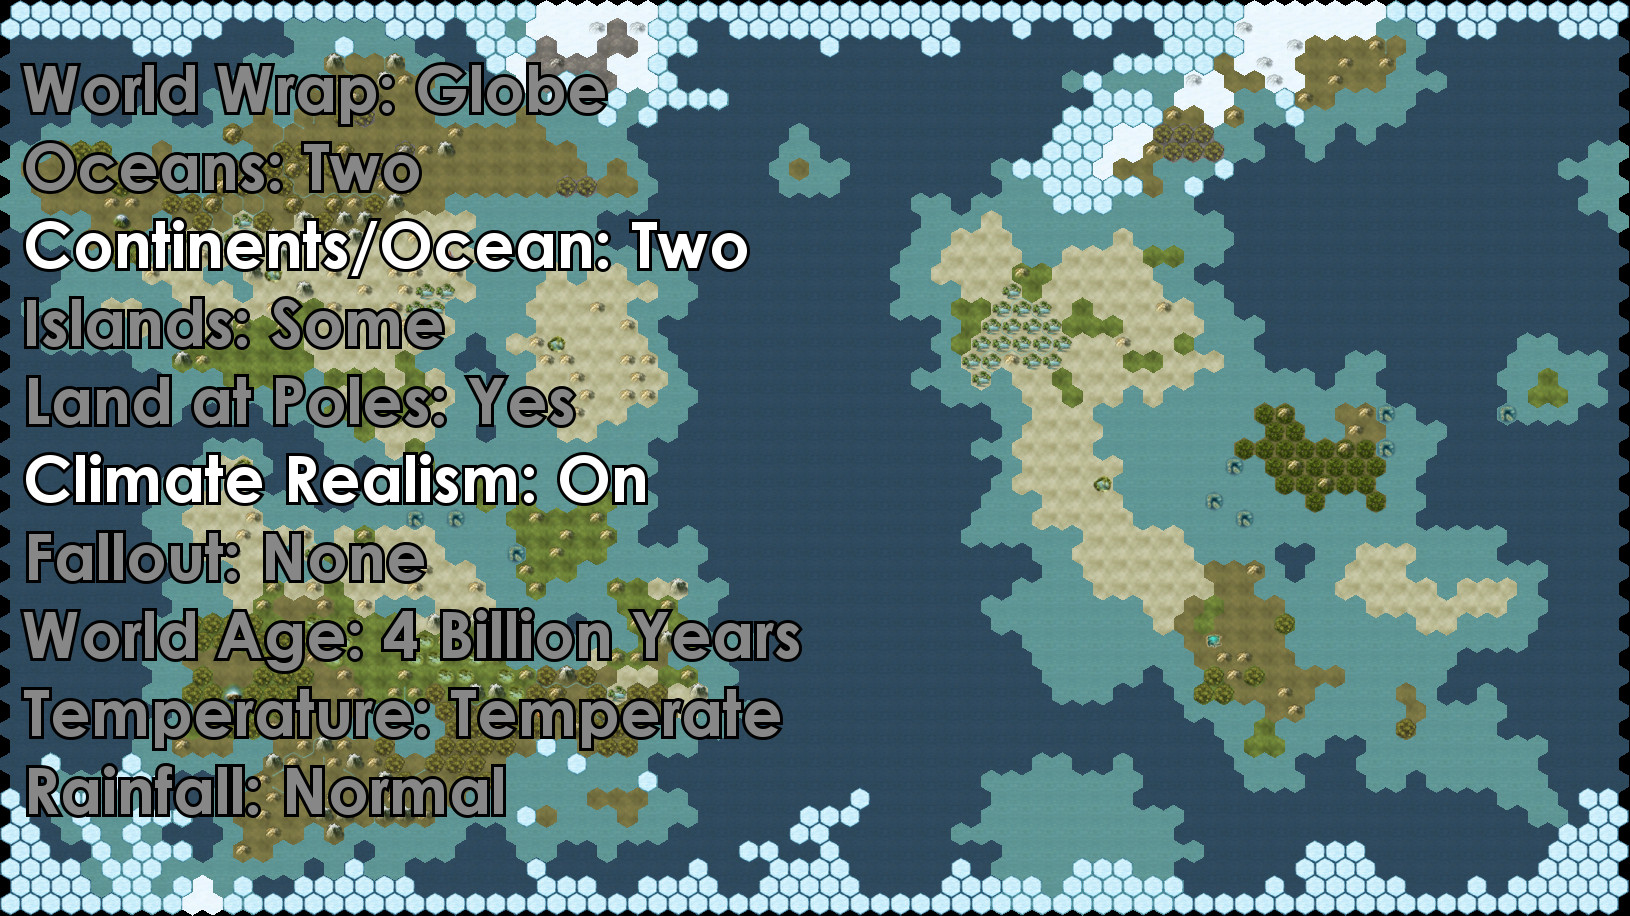 World Wrap: Globe
Oceans: Two
Continents/Ocean: Two
Islands: Some
Land at Poles: Yes
Climate Realism: On
Fallout: None
World Age: 4 Billion Years
Temperature: Temperate
Rainfall: Normal